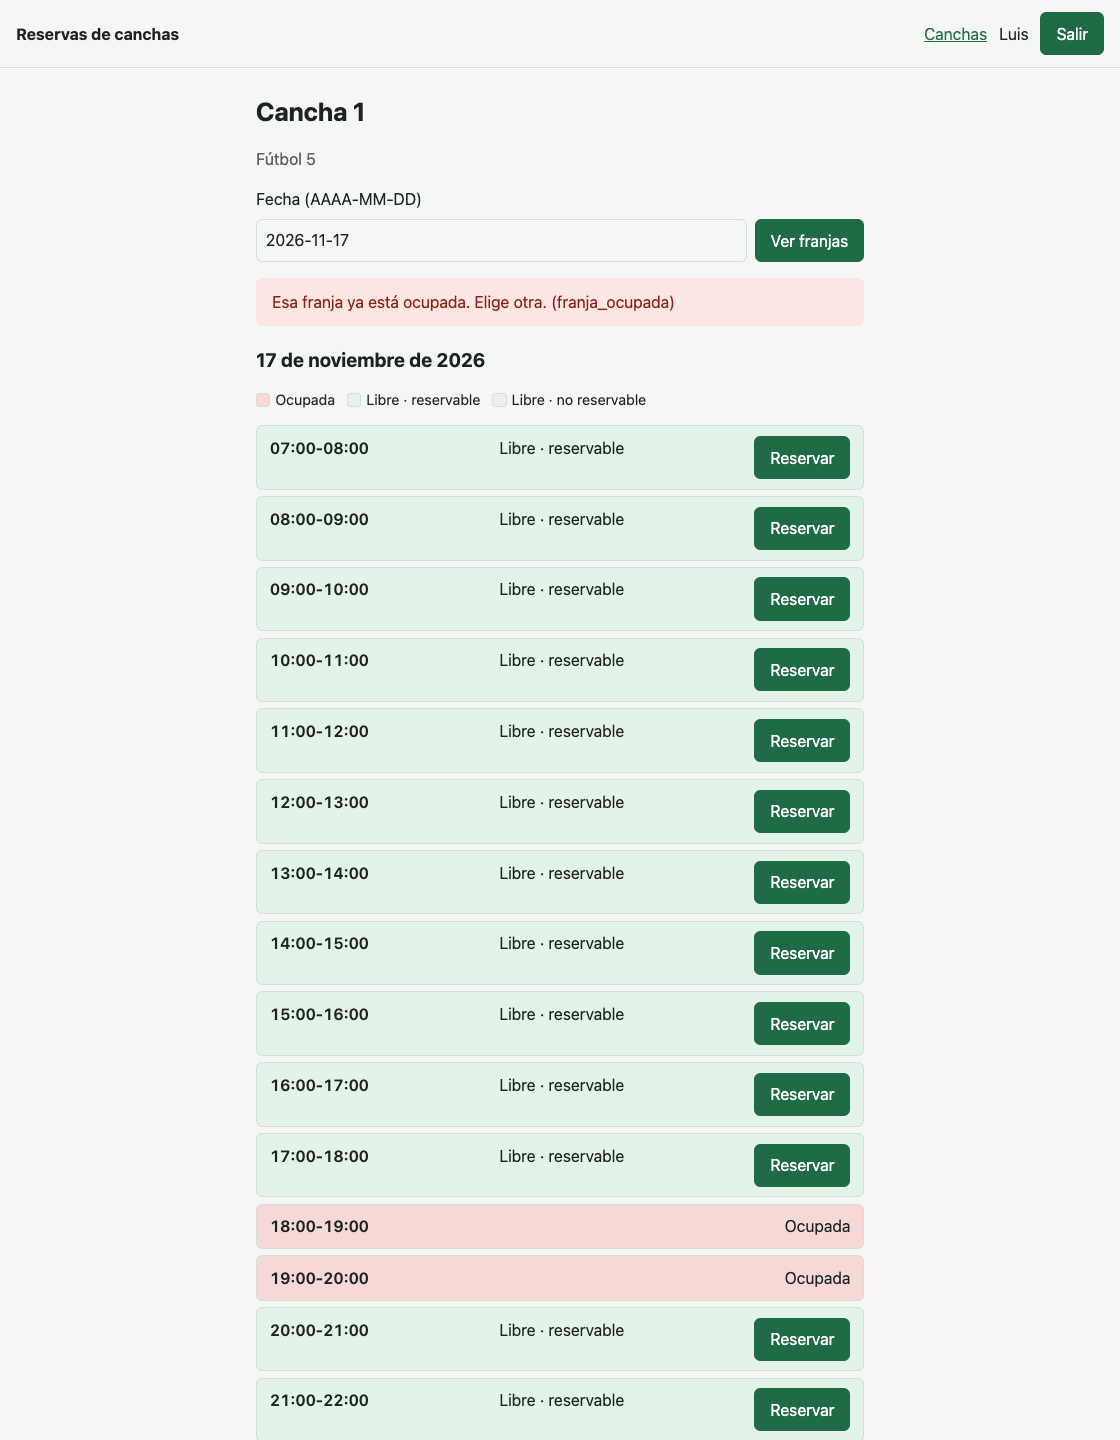 Reservas de canchas
Canchas Luis Salir
Cancha 1
Fútbol 5
Fecha (AAAA-MM-DD)
2026-11-17 Ver franjas
Esa franja ya está ocupada. Elige otra. (franja_ocupada)
17 de noviembre de 2026
Ocupada Libre · reservable Libre · no reservable
07:00-08:00 Libre · reservable Reservar
08:00-09:00 Libre · reservable Reservar
09:00-10:00 Libre · reservable Reservar
10:00-11:00 Libre · reservable Reservar
11:00-12:00 Libre · reservable Reservar
12:00-13:00 Libre · reservable Reservar
13:00-14:00 Libre · reservable Reservar
14:00-15:00 Libre · reservable Reservar
15:00-16:00 Libre · reservable Reservar
16:00-17:00 Libre · reservable Reservar
17:00-18:00 Libre · reservable Reservar
18:00-19:00 Ocupada
19:00-20:00 Ocupada
20:00-21:00 Libre · reservable Reservar
21:00-22:00 Libre · reservable Reservar